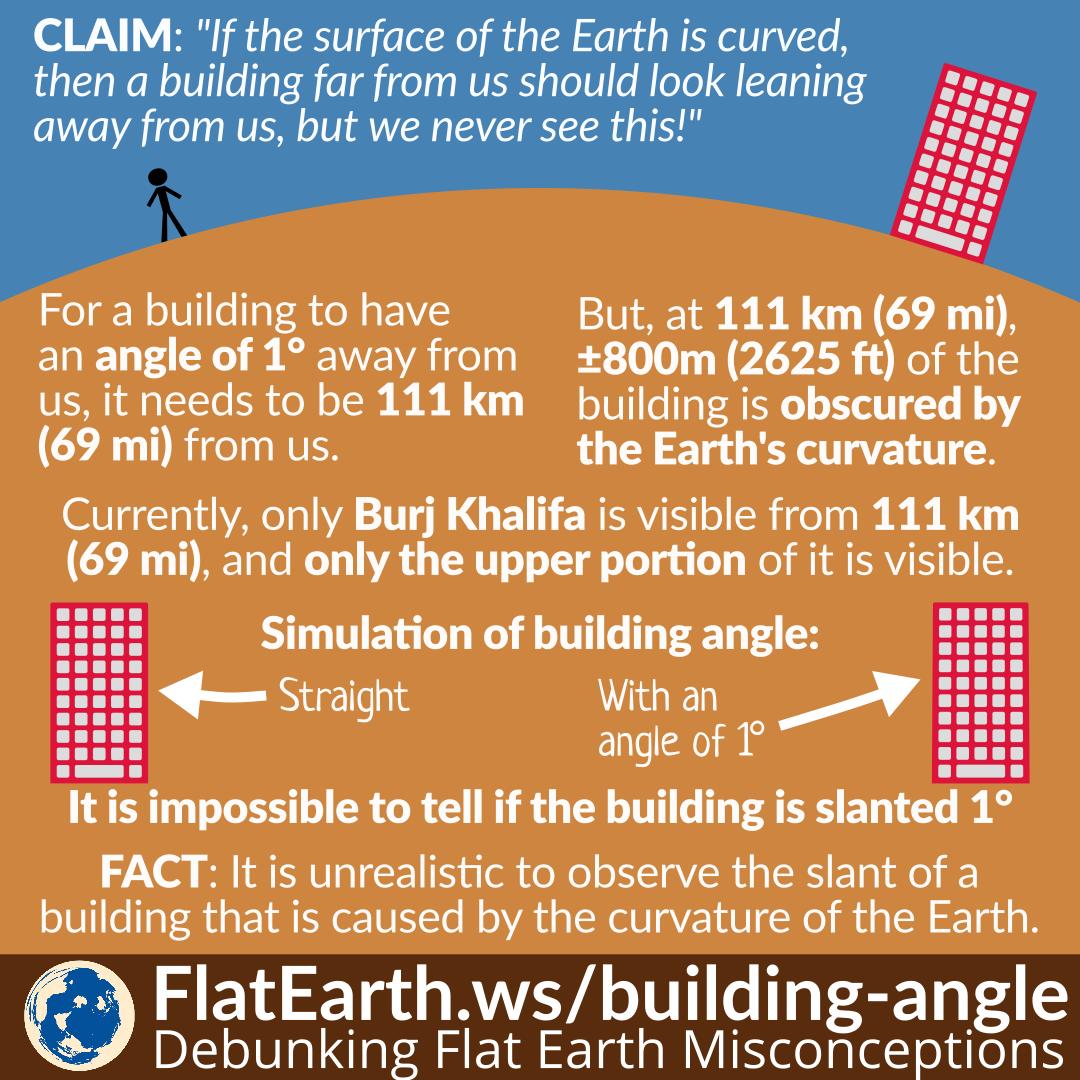 CLAIM: "If the surface of the Earth is curved,
then a building far from us should look leaning
away from us, but we never see this!"
For a building to have
an angle of 1° away from
us, it needs to be 111 km
(69 mi) from us.
But, at 111 km (69 mi),
±800m (2625 ft) of the
building is obscured by
the Earth's curvature.
Currently, only Burj Khalifa is visible from 111 km
(69 mi), and only the upper portion of it is visible.
Simulation of building angle:
Straight
With an
angle of 1°
It is impossible to tell if the building is slanted 1°
FACT: It is unrealistic to observe the slant of a
building that is caused by the curvature of the Earth.
FlatEarth.ws/building-angle
Debunking Flat Earth Misconceptions